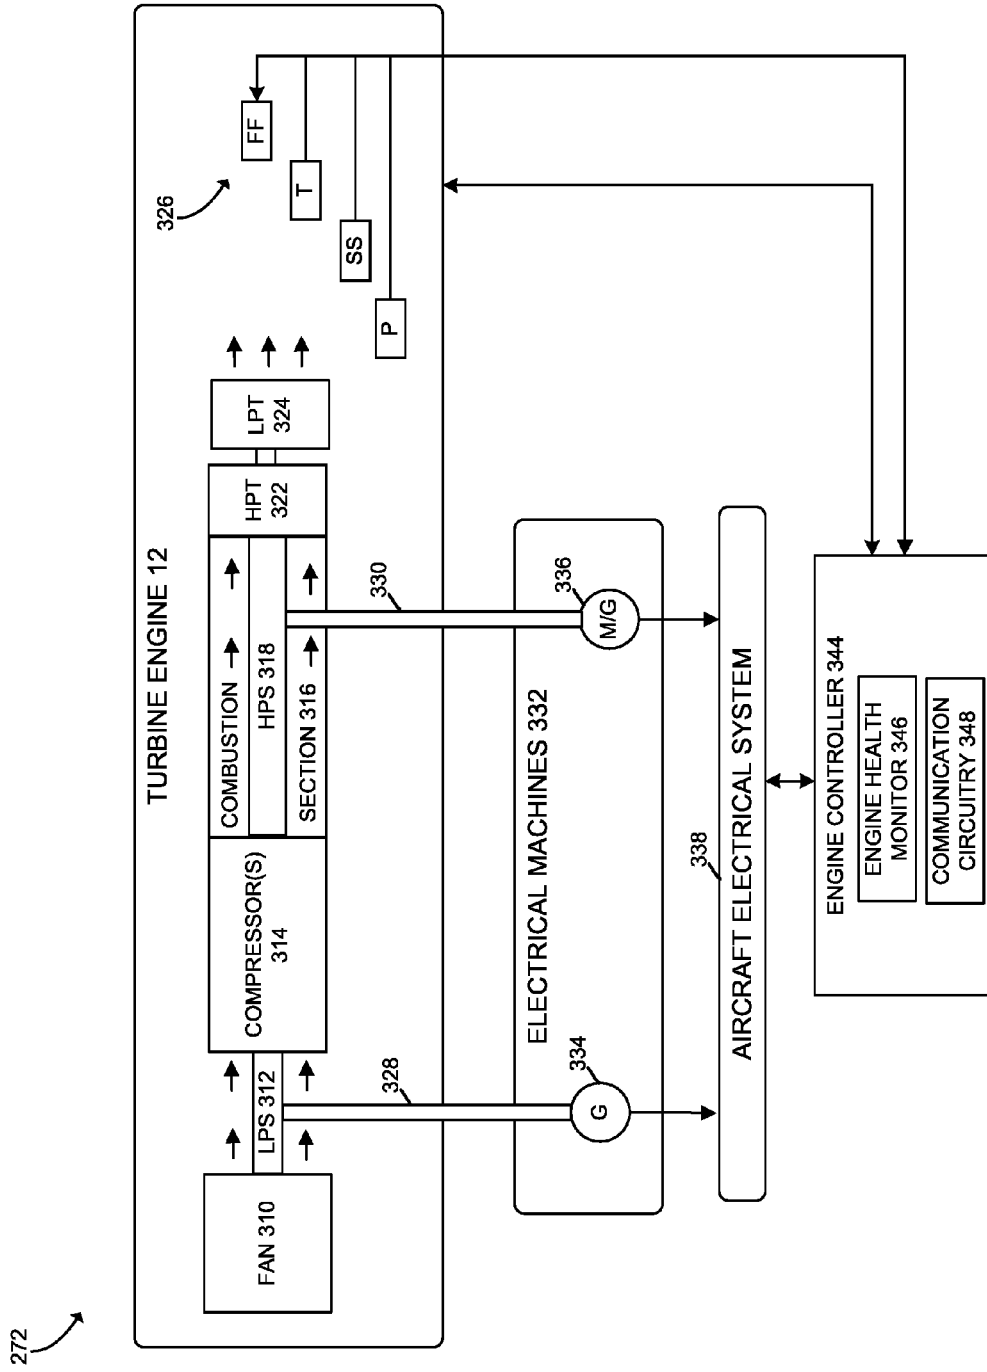 272
TURBINE ENGINE 12
326
FAN 310
LPS 312
COMPRESSOR(S)
314
COMBUSTION
HPS 318
SECTION 316
HPT
322
LPT
324
P
SS
T
FF
328
330
ELECTRICAL MACHINES 332
334
G
336
M/G
338
AIRCRAFT ELECTRICAL SYSTEM
ENGINE CONTROLLER 344
ENGINE HEALTH
MONITOR 346
COMMUNICATION
CIRCUITRY 348